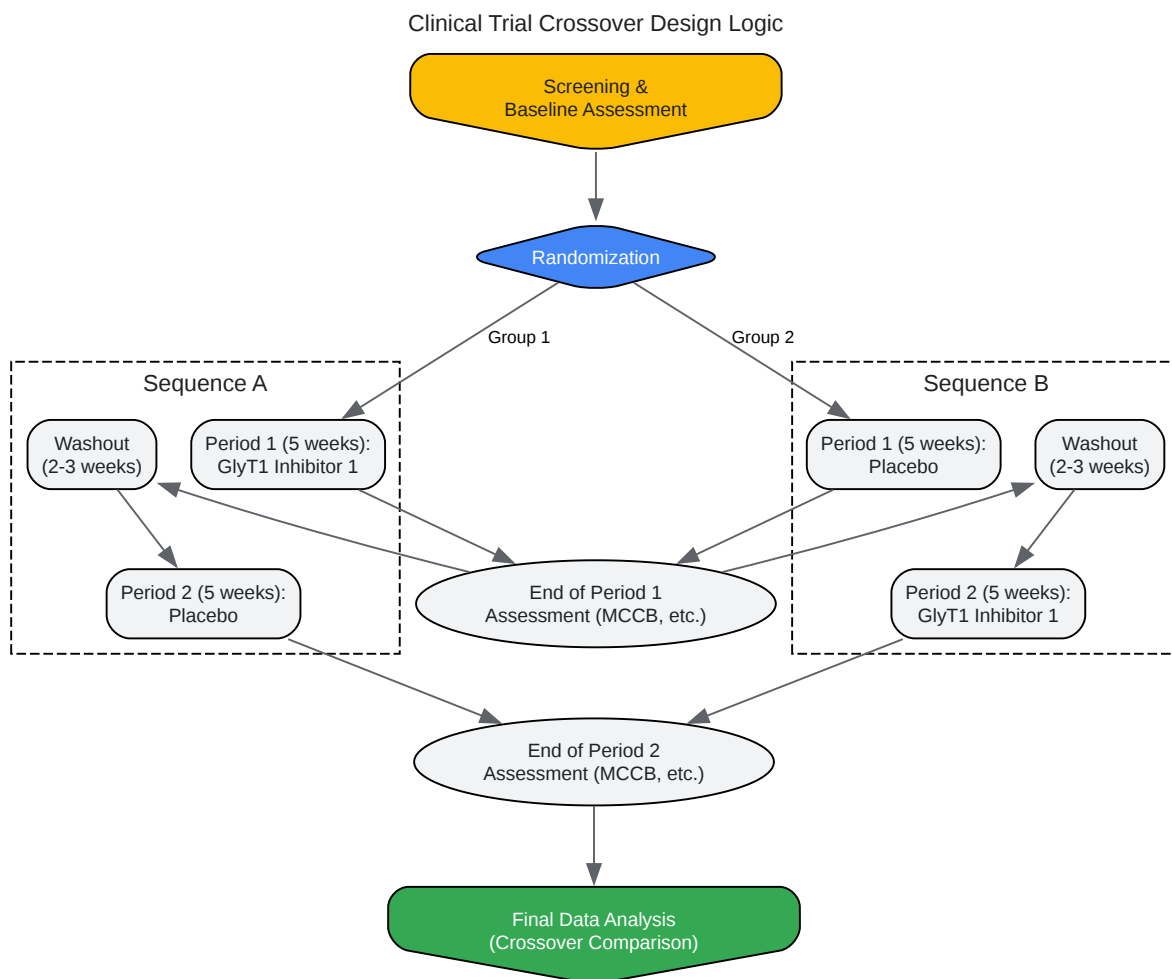 Clinical Trial Crossover Design Logic
Screening &
Baseline Assessment
Randomization
Group 1
Group 2
Sequence A
Washout
(2-3 weeks)
Period 1 (5 weeks):
GlyT1 Inhibitor 1
Period 2 (5 weeks):
Placebo
Sequence B
Period 1 (5 weeks):
Placebo
Washout
(2-3 weeks)
Period 2 (5 weeks):
GlyT1 Inhibitor 1
End of Period 1
Assessment (MCCB, etc.)
End of Period 2
Assessment (MCCB, etc.)
Final Data Analysis
(Crossover Comparison)